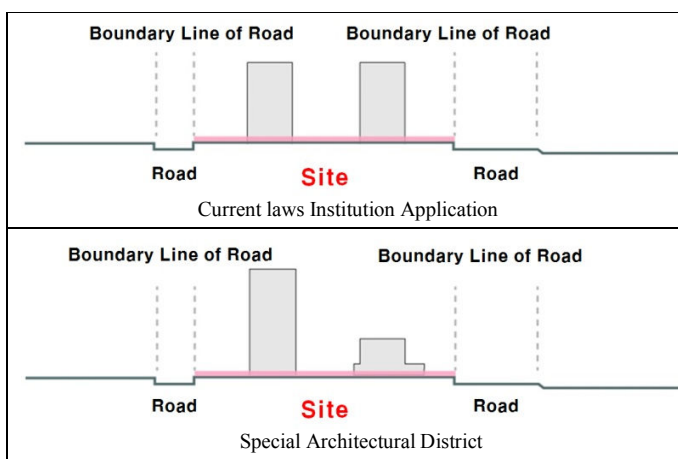 Boundary Line of Road Boundary Line of Road
Road Site Road
Current laws Institution Application
Boundary Line of Road Boundary Line of Road
Road Site Road
Special Architectural District